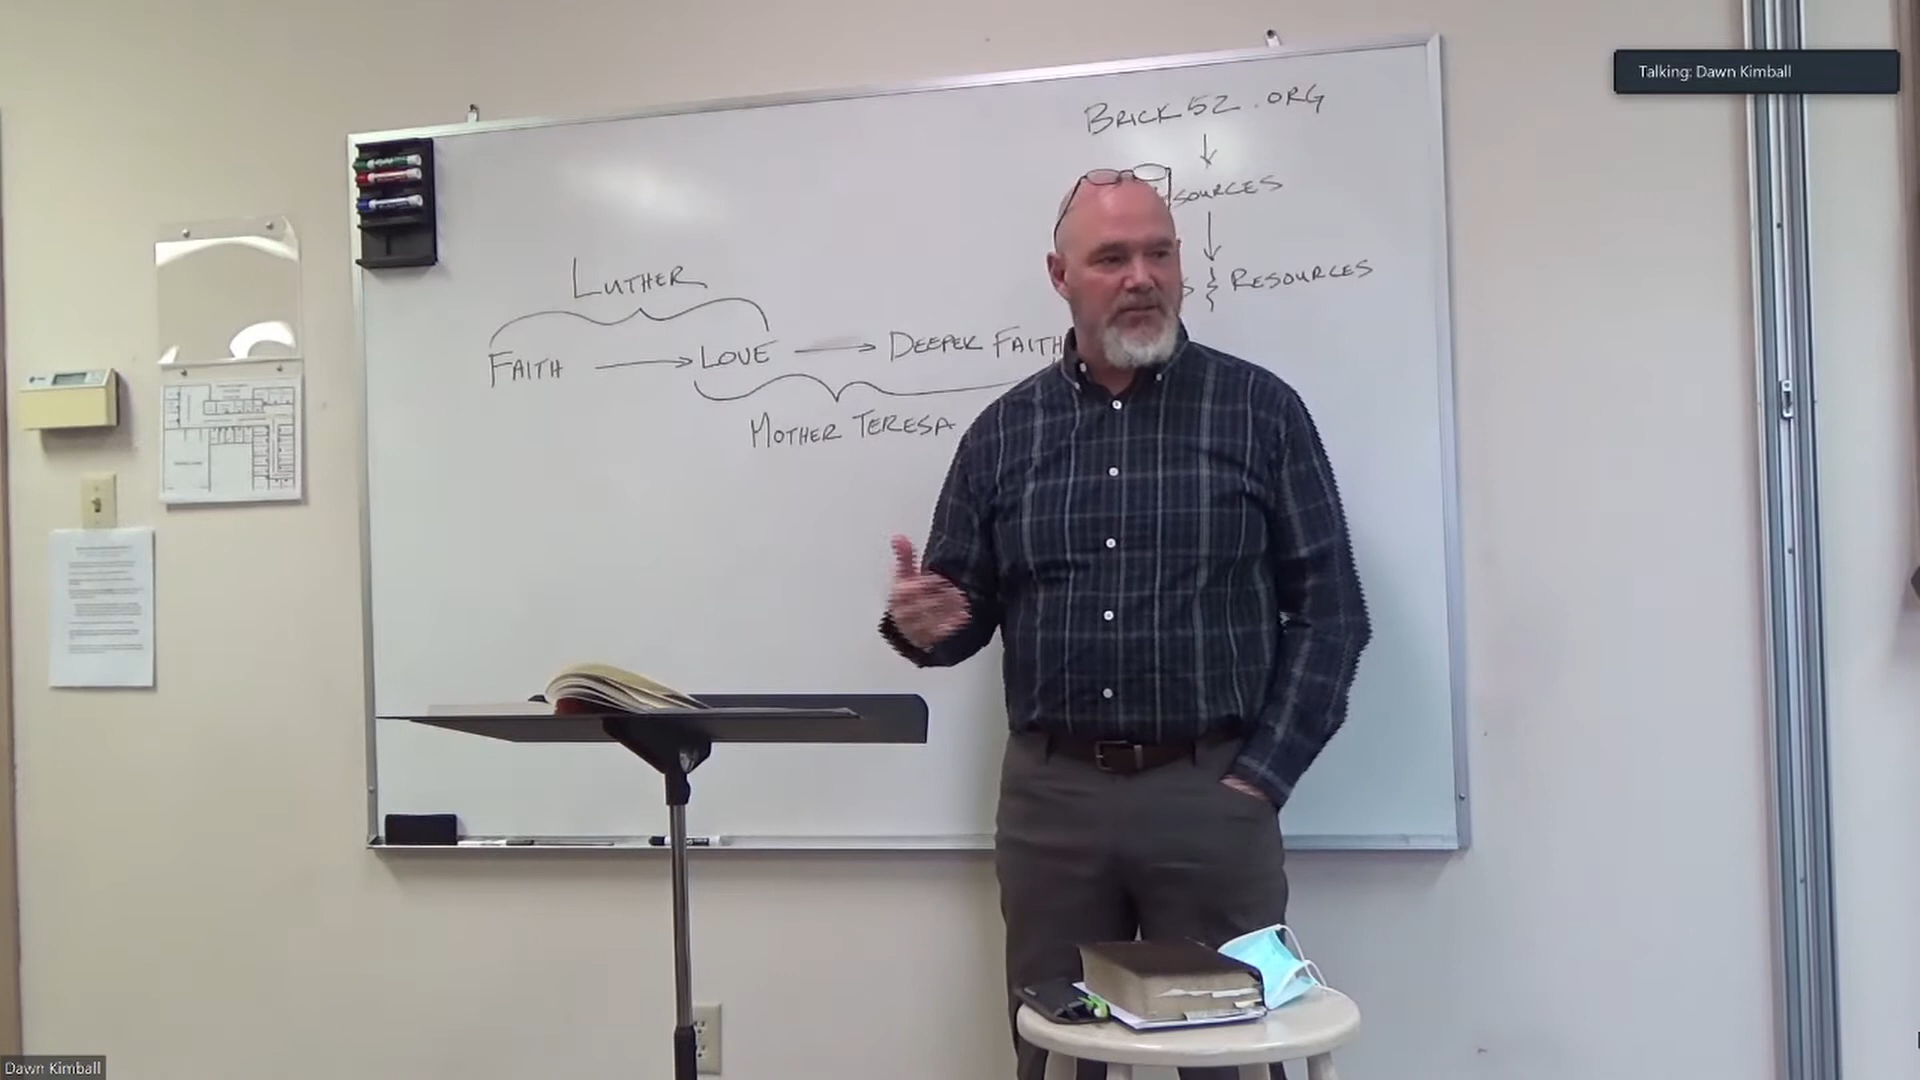 Talking: Dawn Kimball
BRICK52.ORG
SOURCES
S } RESOURCES
LUTHER
FAITH → LOVE → DEEPER FAITH
MOTHER TERESA
Dawn Kimball